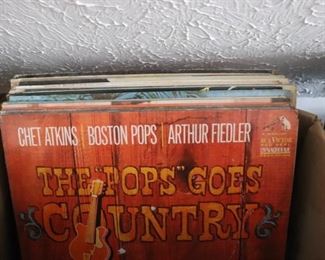 CHET ATKINS | BOSTON POPS | ARTHUR FIEDLER
THE "POPS" GOES
COUNTRY